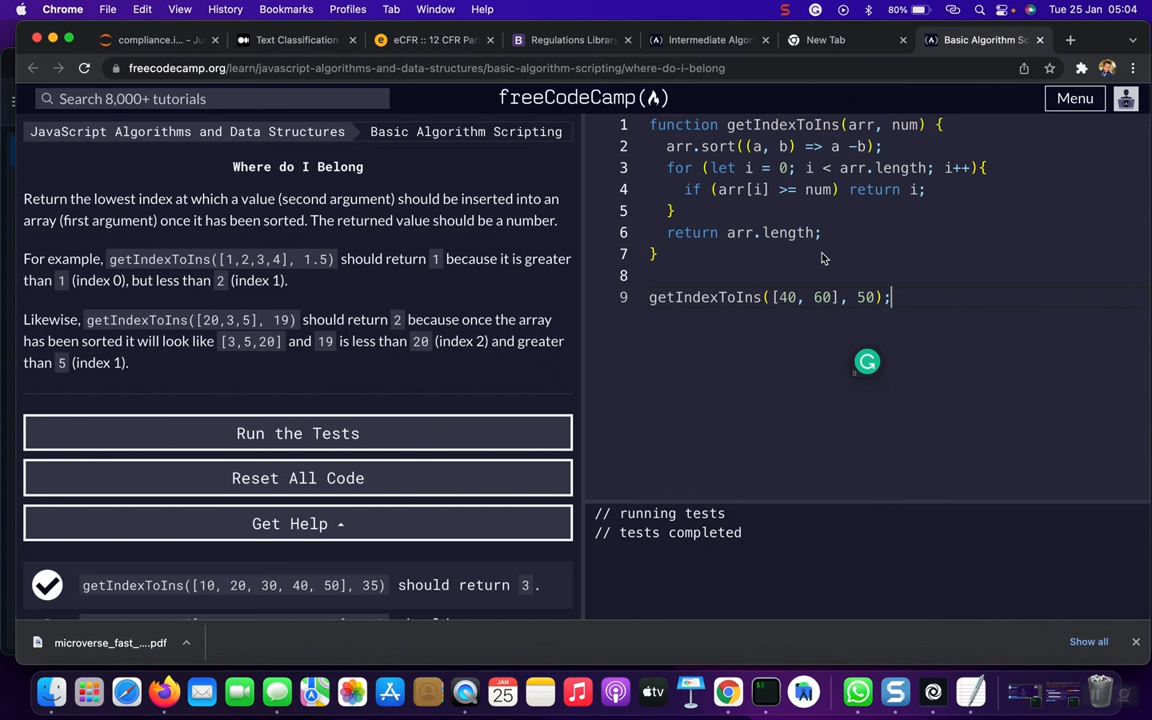 Chrome File Edit View History Bookmarks Profiles Tab Window Help 80% Tue 25 Jan 05:04
compliance.i... - Ju Text Classification eCFR :: 12 CFR Par Regulations Librar Intermediate Algor New Tab Basic Algorithm Sc
freecodecamp.org/learn/javascript-algorithms-and-data-structures/basic-algorithm-scripting/where-do-i-belong
Search 8,000+ tutorials
freeCodeCamp
Menu
JavaScript Algorithms and Data Structures Basic Algorithm Scripting
Where do I Belong
Return the lowest index at which a value (second argument) should be inserted into an
array (first argument) once it has been sorted. The returned value should be a number.
For example, getIndexToIns([1,2,3,4], 1.5) should return 1 because it is greater
than 1 (index 0), but less than 2 (index 1).
Likewise, getIndexToIns([20,3,5], 19) should return 2 because once the array
has been sorted it will look like [3,5,20] and 19 is less than 20 (index 2) and greater
than 5 (index 1).
Run the Tests
Reset All Code
Get Help
getIndexToIns([10, 20, 30, 40, 50], 35) should return 3.
1 function getIndexToIns(arr, num) {
2 arr.sort((a, b) => a -b);
3 for (let i = 0; i < arr.length; i++){
4 if (arr[i] >= num) return i;
5 }
6 return arr.length;
7 }
8
9 getIndexToIns([40, 60], 50);
// running tests
// tests completed
microverse_fast_....pdf
Show all
JAN
25
tv